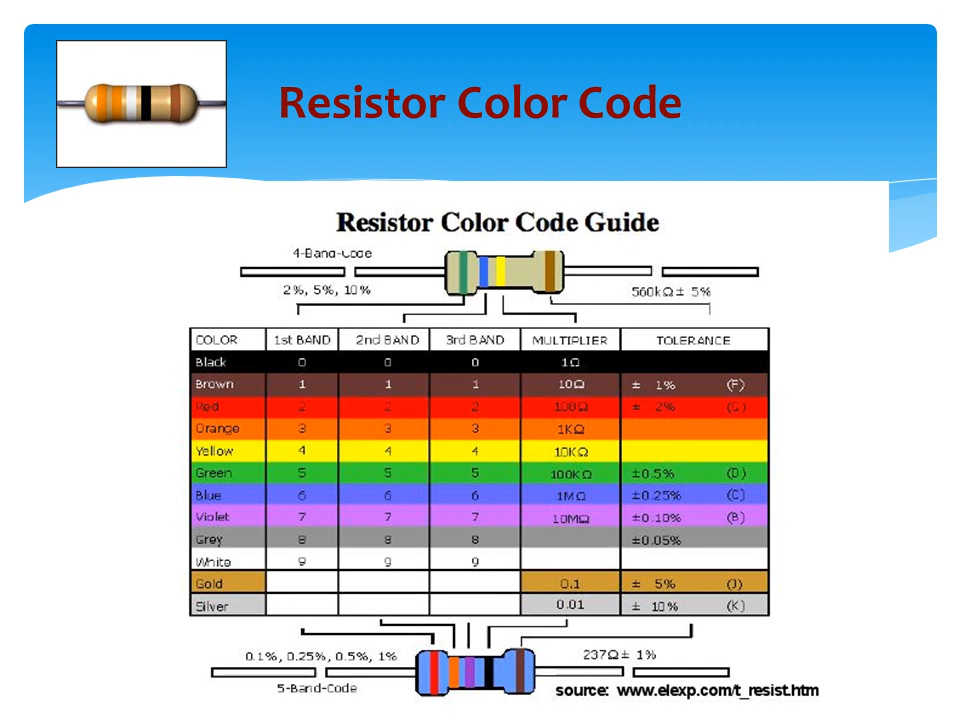 Resistor Color Code
Resistor Color Code Guide
4-Band-Code
2%, 5%, 10%
560kΩ ± 5%
COLOR 1st BAND 2nd BAND 3rd BAND MULTIPLIER TOLERANCE
Black 0 0 0 1Ω
Brown 1 1 1 10Ω ± 1% (F)
Red 2 2 2 100Ω ± 2% (G)
Orange 3 3 3 1KΩ
Yellow 4 4 4 10KΩ
Green 5 5 5 100KΩ ±0.5% (D)
Blue 6 6 6 1MΩ ±0.25% (C)
Violet 7 7 7 10MΩ ±0.10% (B)
Grey 8 8 8 ±0.05%
White 9 9 9
Gold 0.1 ± 5% (J)
Silver 0.01 ± 10% (K)
0.1%, 0.25%, 0.5%, 1%
237Ω ± 1%
5-Band-Code
source: www.elexp.com/t_resist.htm